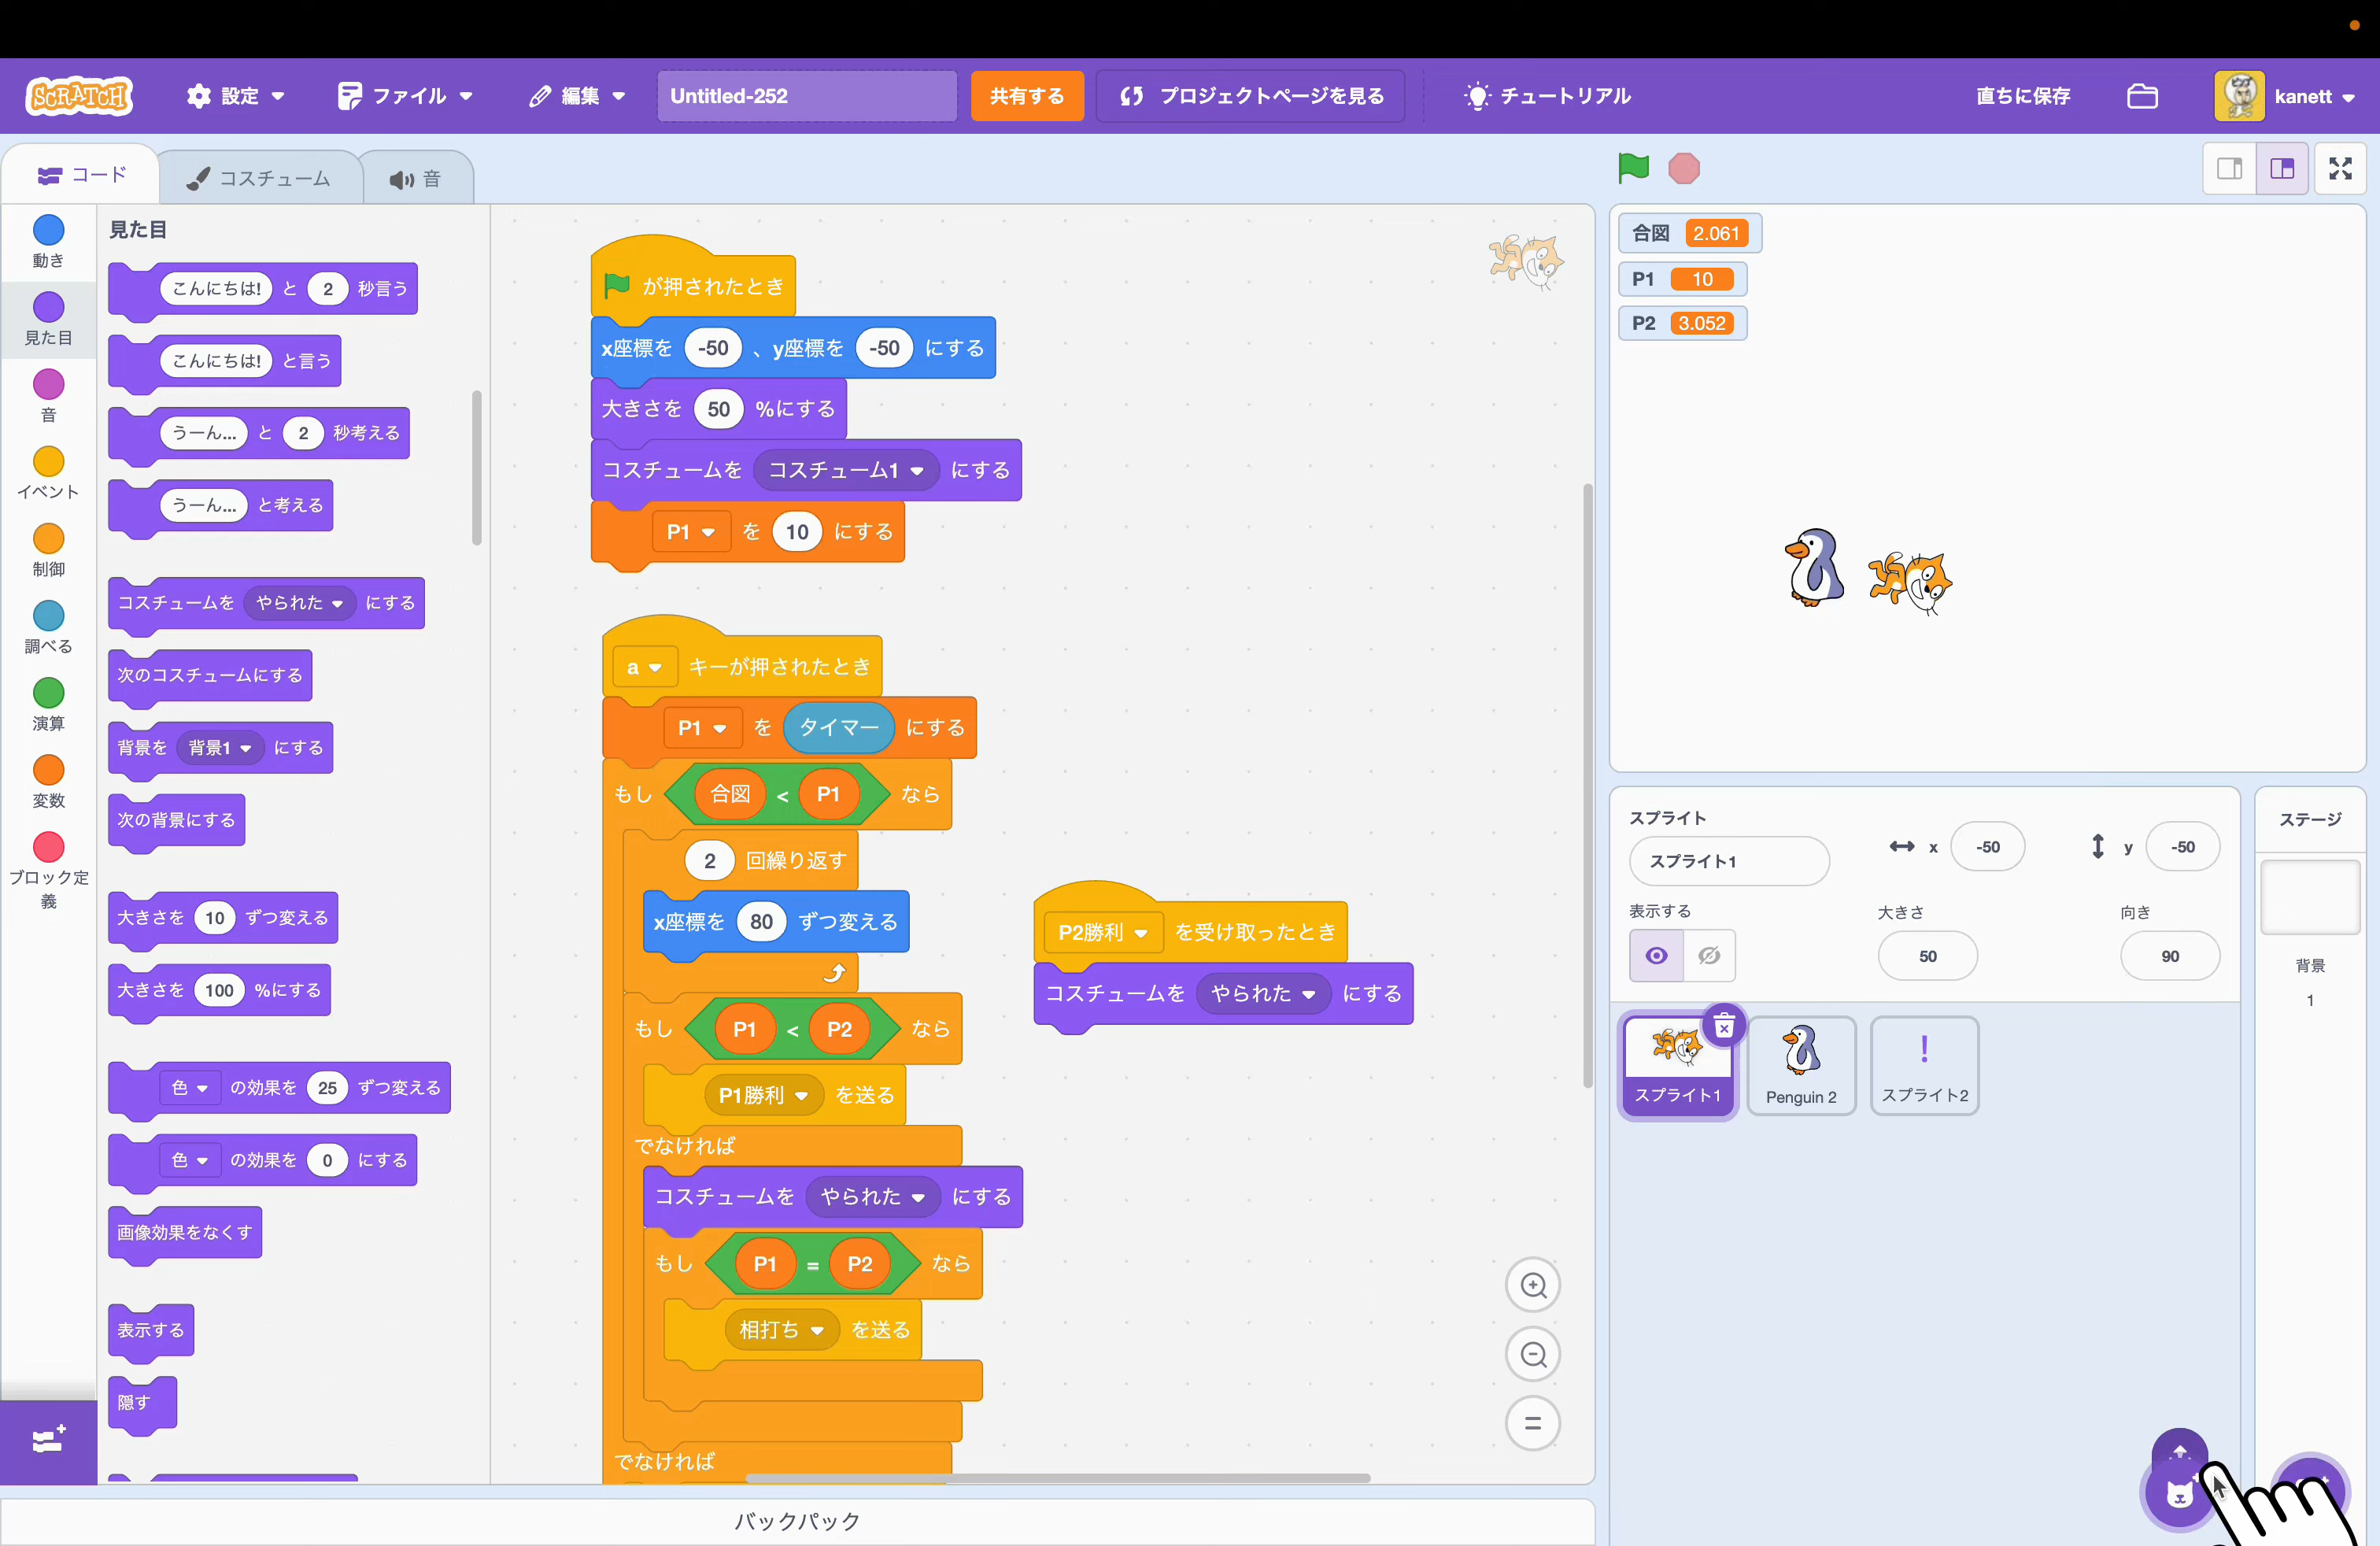 SCRATCH
設定
ファイル
編集
Untitled-252
共有する
プロジェクトページを見る
チュートリアル
直ちに保存
kanett
コード
コスチューム
音
動き
見た目
音
イベント
制御
調べる
演算
変数
ブロック定
義
見た目
こんにちは! と 2 秒言う
こんにちは! と言う
うーん... と 2 秒考える
うーん... と考える
コスチュームを やられた にする
次のコスチュームにする
背景を 背景1 にする
次の背景にする
大きさを 10 ずつ変える
大きさを 100 %にする
色 の効果を 25 ずつ変える
色 の効果を 0 にする
画像効果をなくす
表示する
隠す
が押されたとき
x座標を -50 、y座標を -50 にする
大きさを 50 %にする
コスチュームを コスチューム1 にする
P1 を 10 にする
a キーが押されたとき
P1 を タイマー にする
もし 合図 < P1 なら
2 回繰り返す
x座標を 80 ずつ変える
もし P1 < P2 なら
P1勝利 を送る
でなければ
コスチュームを やられた にする
もし P1 = P2 なら
相打ち を送る
でなければ
P2勝利 を受け取ったとき
コスチュームを やられた にする
バックパック
合図 2.061
P1 10
P2 3.052
スプライト
スプライト1
x -50
y -50
表示する
大きさ
50
向き
90
スプライト1
Penguin 2
!
スプライト2
ステージ
背景
1